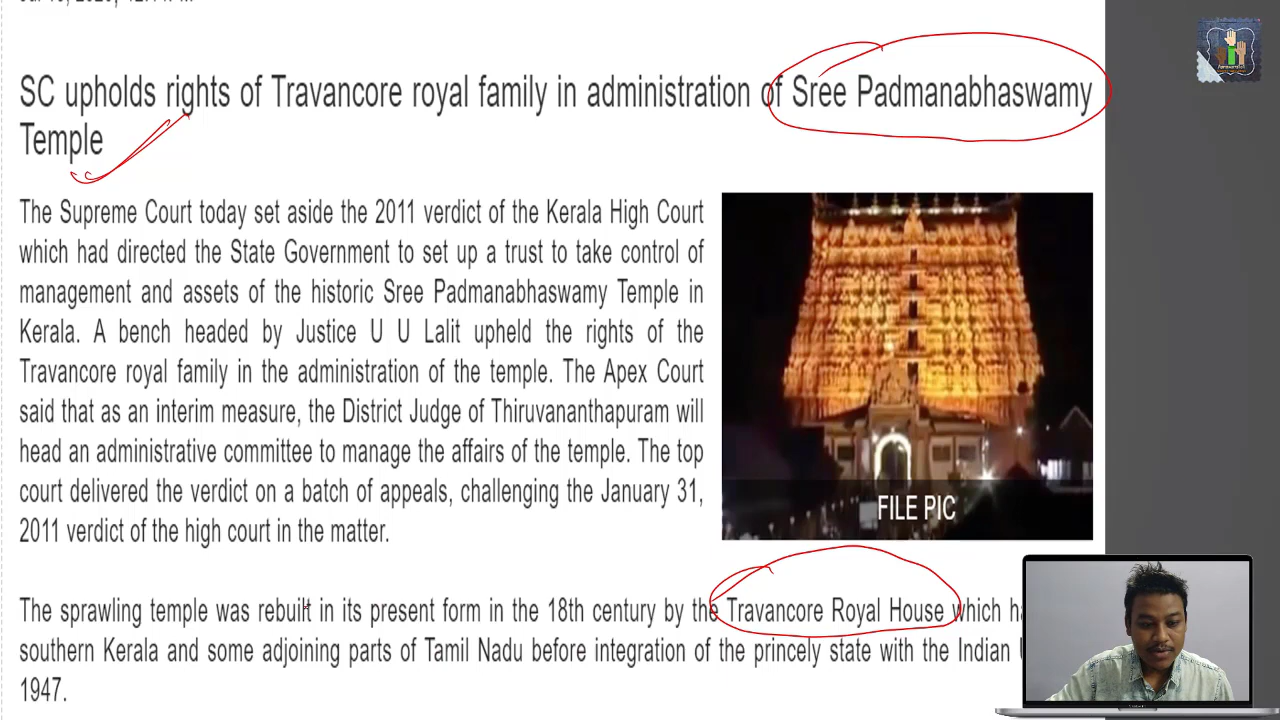 SC upholds rights of Travancore royal family in administration of Sree Padmanabhaswamy
Temple
The Supreme Court today set aside the 2011 verdict of the Kerala High Court
which had directed the State Government to set up a trust to take control of
management and assets of the historic Sree Padmanabhaswamy Temple in
Kerala. A bench headed by Justice U U Lalit upheld the rights of the
Travancore royal family in the administration of the temple. The Apex Court
said that as an interim measure, the District Judge of Thiruvananthapuram will
head an administrative committee to manage the affairs of the temple. The top
court delivered the verdict on a batch of appeals, challenging the January 31,
2011 verdict of the high court in the matter.
FILE PIC
The sprawling temple was rebuilt in its present form in the 18th century by the Travancore Royal House which
southern Kerala and some adjoining parts of Tamil Nadu before integration of the princely state with the Indian
1947.